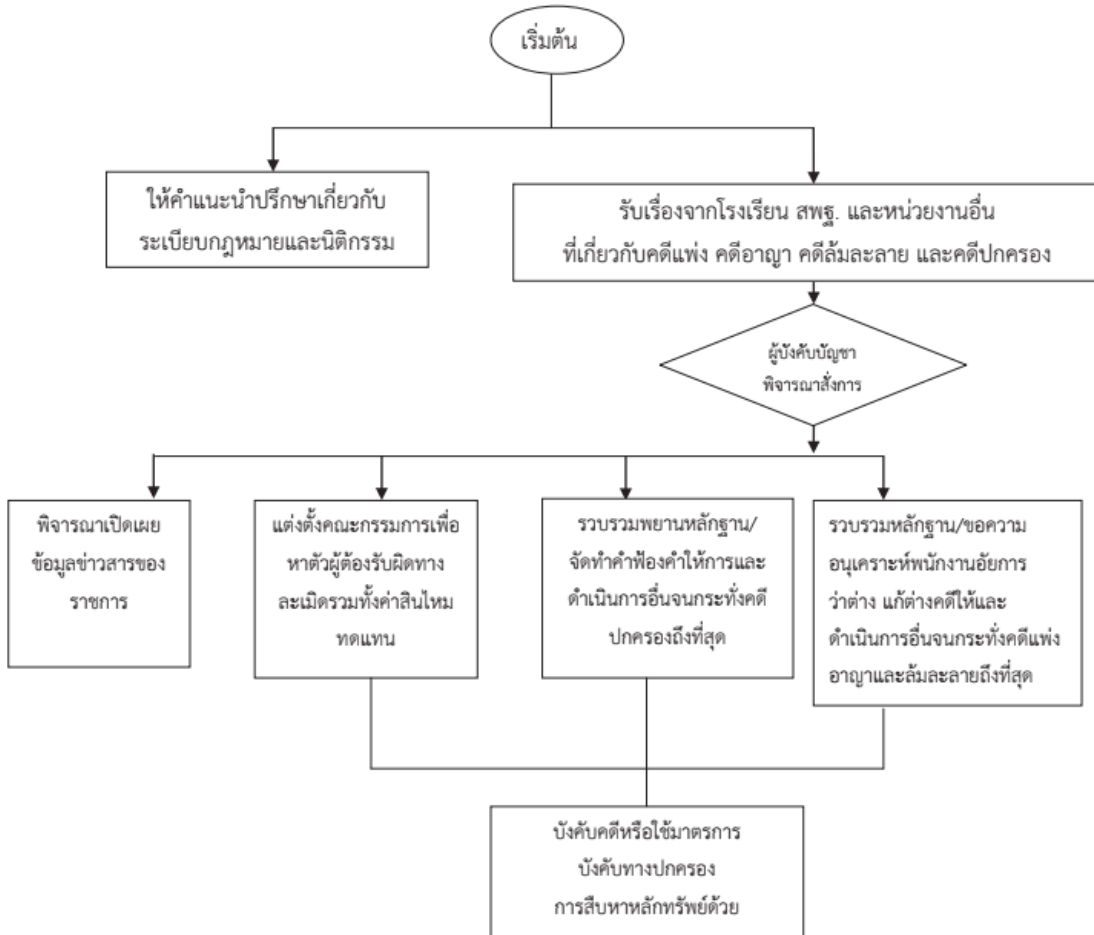 เริ่มต้น
ให้คำแนะนำปรึกษาเกี่ยวกับ
ระเบียบกฎหมายและนิติกรรม
รับเรื่องจากโรงเรียน สพฐ. และหน่วยงานอื่น
ที่เกี่ยวกับคดีแพ่ง คดีอาญา คดีล้มละลาย และคดีปกครอง
ผู้บังคับบัญชา
พิจารณาสั่งการ
พิจารณาเปิดเผย
ข้อมูลข่าวสารของ
ราชการ
แต่งตั้งคณะกรรมการเพื่อ
หาตัวผู้ต้องรับผิดทาง
ละเมิดรวมทั้งค่าสินไหม
ทดแทน
รวบรวมพยานหลักฐาน/
จัดทำคำฟ้องคำให้การและ
ดำเนินการอื่นจนกระทั่งคดี
ปกครองถึงที่สุด
รวบรวมหลักฐาน/ขอความ
อนุเคราะห์พนักงานอัยการ
ว่าต่าง แก้ต่างคดีให้และ
ดำเนินการอื่นจนกระทั่งคดีแพ่ง
อาญาและล้มละลายถึงที่สุด
บังคับคดีหรือใช้มาตรการ
บังคับทางปกครอง
การสืบหาหลักทรัพย์ด้วย